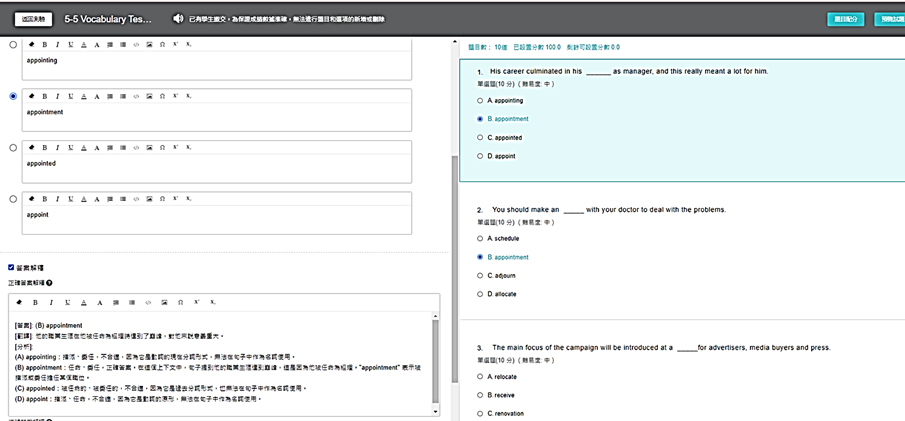 返回未驗
5-5 Vocabulary Tes...
已有學生繳交，為保證成績數據準確，無法進行題目和選項的新增或刪除
題目配分
預覽試
appointing
appointment
appointed
appoint
答案解釋
正確答案解釋
[答案]: (B) appointment
[翻譯]: 他的職業生涯在他被任命為經理時達到了巔峰，對他來說意義重大。
[分析]:
(A) appointing：指派、委任，不合適，因為它是動詞的現在分詞形式，無法在句子中作為名詞使用。
(B) appointment：任命、委任，正確答案。在這個上下文中，句子提到他的職業生涯達到巔峰，這是因為他被任命為經理，"appointment" 表示被
指派或委任擔任某個職位。
(C) appointed：被任命的、被委任的，不合適，因為它是過去分詞形式，也無法在句子中作為名詞使用。
(D) appoint：指派、任命，不合適，因為它是動詞的原形，無法在句子中作為名詞使用。
題目數： 10道 已設置分數 100.0 剩餘可設置分數 0.0
1. His career culminated in his ______ as manager, and this really meant a lot for him.
單選題(10 分) ( 難易度: 中 )
A. appointing
B. appointment
C. appointed
D. appoint
2. You should make an _____ with your doctor to deal with the problems.
單選題(10 分) ( 難易度: 中 )
A. schedule
B. appointment
C. adjourn
D. allocate
3. The main focus of the campaign will be introduced at a _____for advertisers, media buyers and press.
單選題(10 分) ( 難易度: 中 )
A. relocate
B. receive
C. renovation